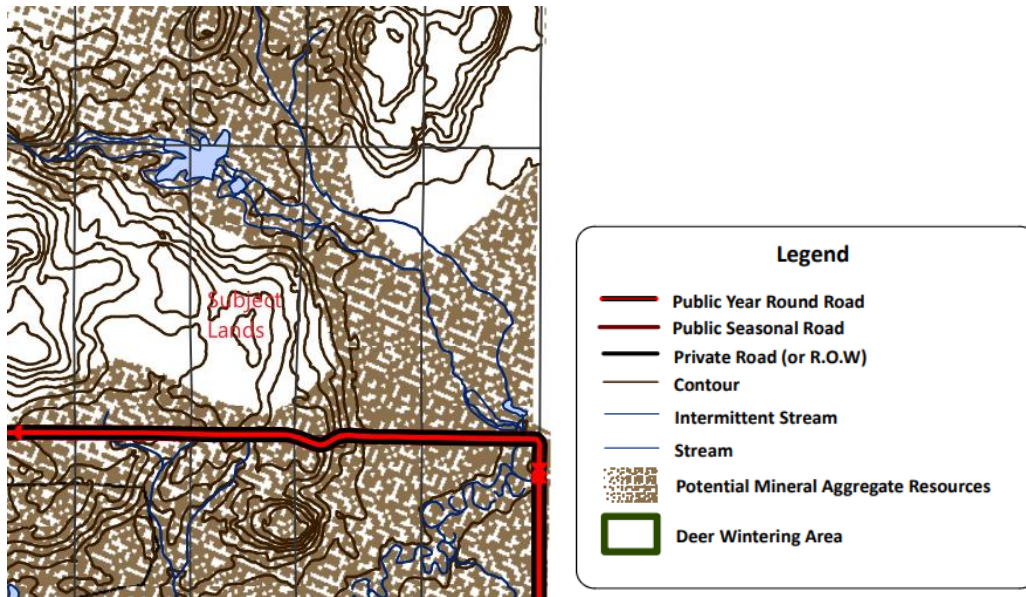 Subject
Lands
Legend
Public Year Round Road
Public Seasonal Road
Private Road (or R.O.W)
Contour
Intermittent Stream
Stream
Potential Mineral Aggregate Resources
Deer Wintering Area